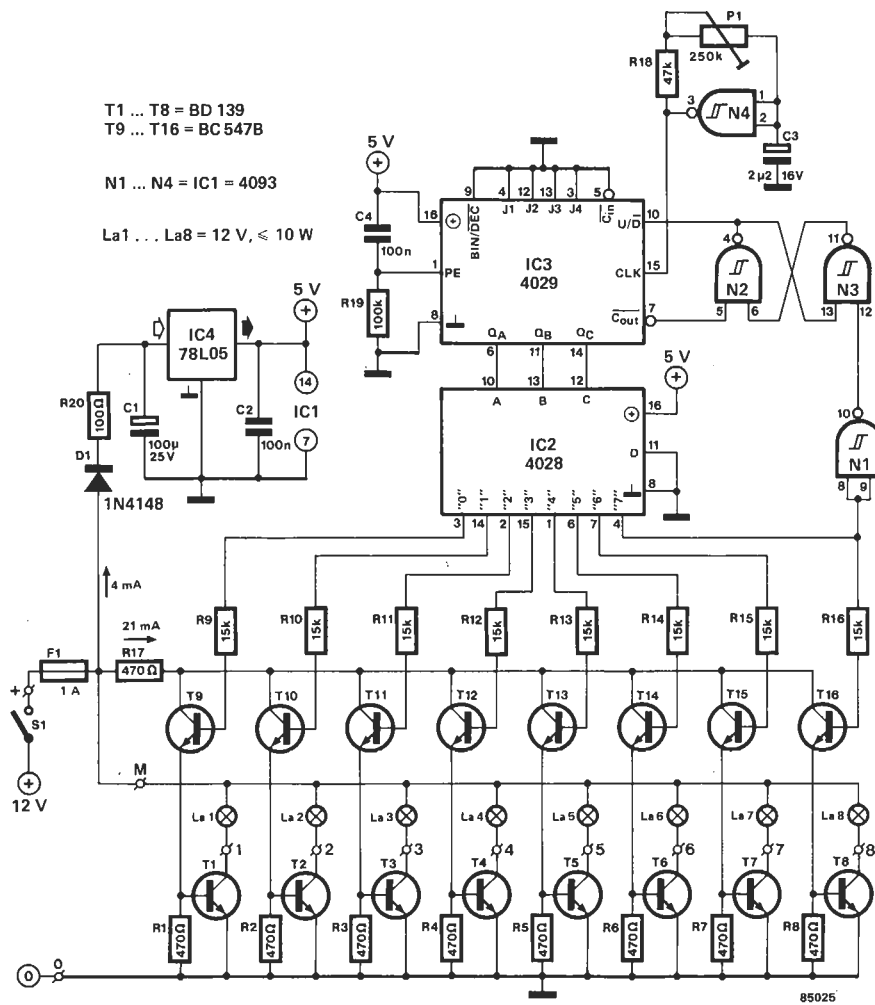 T1 ... T8 = BD 139
T9 ... T16 = BC 547B
N1 ... N4 = IC1 = 4093
La1 . . . La8 = 12 V, ≤ 10 W
P1
250k
R18
47k
3
N4
1
2
C3
2µ2 16V
5 V
C4
100n
R19
100k
16
1
8
9 4 12 13 3 5
BIN/DEC J1 J2 J3 J4 Cin
PE
IC3
4029
U/D 10
CLK 15
Cout 7
QA QB QC
6 11 14
4
N2
5 6
11
N3
13 12
10
N1
8 9
5 V
IC4
78L05
R20
100Ω
C1
100µ
25V
C2
100n
14
IC1
7
D1
1N4148
10 13 12
A B C
5 V
16
IC2
4028
D 11
8
"0" "1" "2" "3" "4" "5" "6" "7"
3 14 2 15 1 6 7 4
4 mA
21 mA
F1
1 A
R17
470Ω
R9 15k
R10 15k
R11 15k
R12 15k
R13 15k
R14 15k
R15 15k
R16 15k
+
S1
12 V
T9 T10 T11 T12 T13 T14 T15 T16
M
La 1 La 2 La 3 La 4 La 5 La 6 La 7 La 8
1 2 3 4 5 6 7 8
T1 T2 T3 T4 T5 T6 T7 T8
R1 470Ω
R2 470Ω
R3 470Ω
R4 470Ω
R5 470Ω
R6 470Ω
R7 470Ω
R8 470Ω
0 0
85025